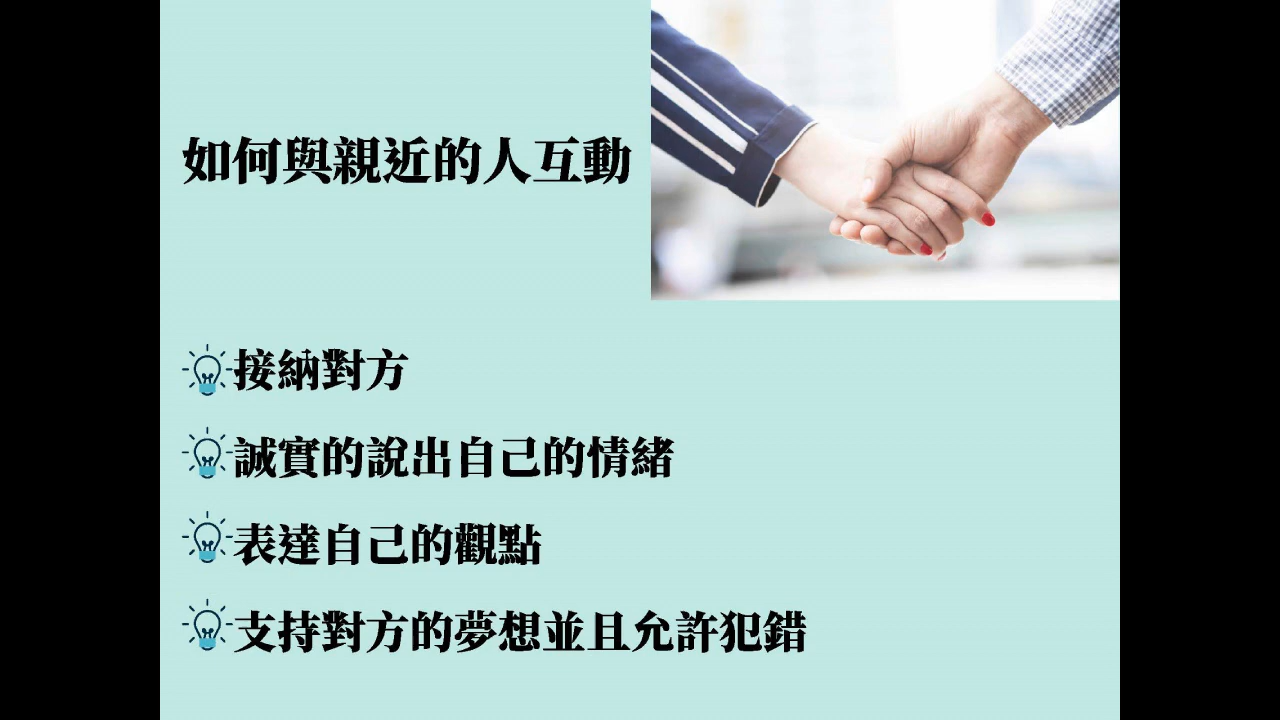 如何與親近的人互動
接納對方
誠實的說出自己的情緒
表達自己的觀點
支持對方的夢想並且允許犯錯